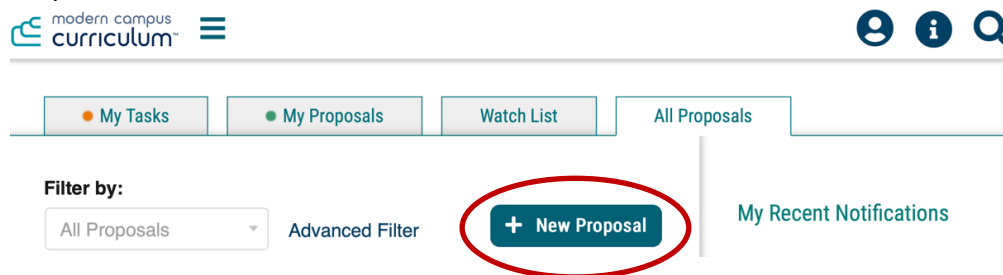 modern campus
curriculum™
My Tasks
My Proposals
Watch List
All Proposals
Filter by:
All Proposals
Advanced Filter
+ New Proposal
My Recent Notifications